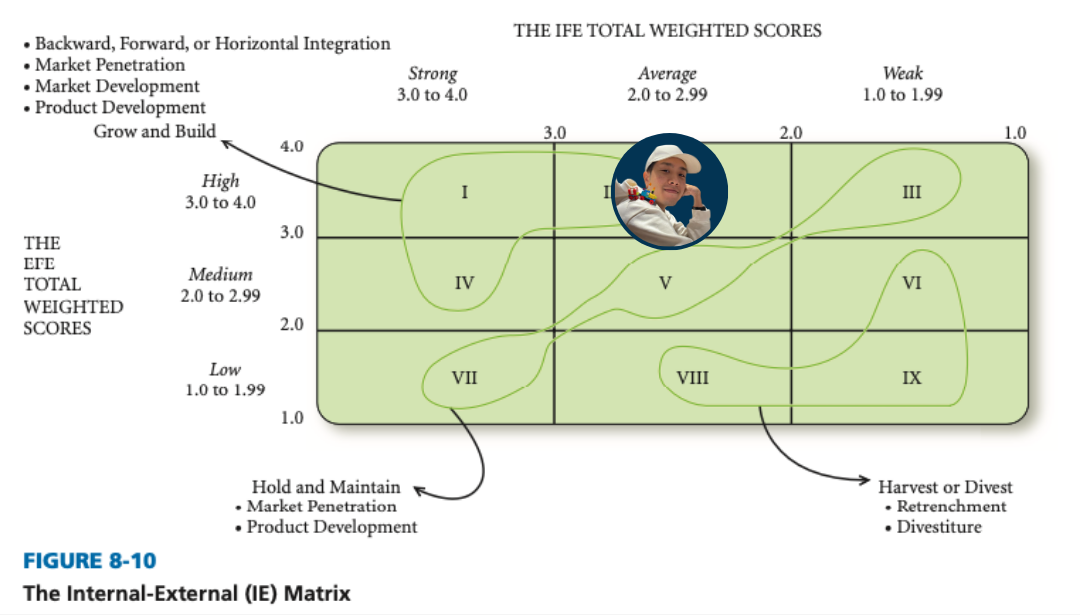 THE IFE TOTAL WEIGHTED SCORES
• Backward, Forward, or Horizontal Integration
• Market Penetration
• Market Development
• Product Development
Grow and Build
Strong
3.0 to 4.0
Average
2.0 to 2.99
Weak
1.0 to 1.99
3.0
2.0
1.0
4.0
High
3.0 to 4.0
I
III
3.0
THE
EFE
TOTAL
WEIGHTED
SCORES
Medium
2.0 to 2.99
IV
V
VI
2.0
Low
1.0 to 1.99
VII
VIII
IX
1.0
Hold and Maintain
• Market Penetration
• Product Development
Harvest or Divest
• Retrenchment
• Divestiture
FIGURE 8-10
The Internal-External (IE) Matrix